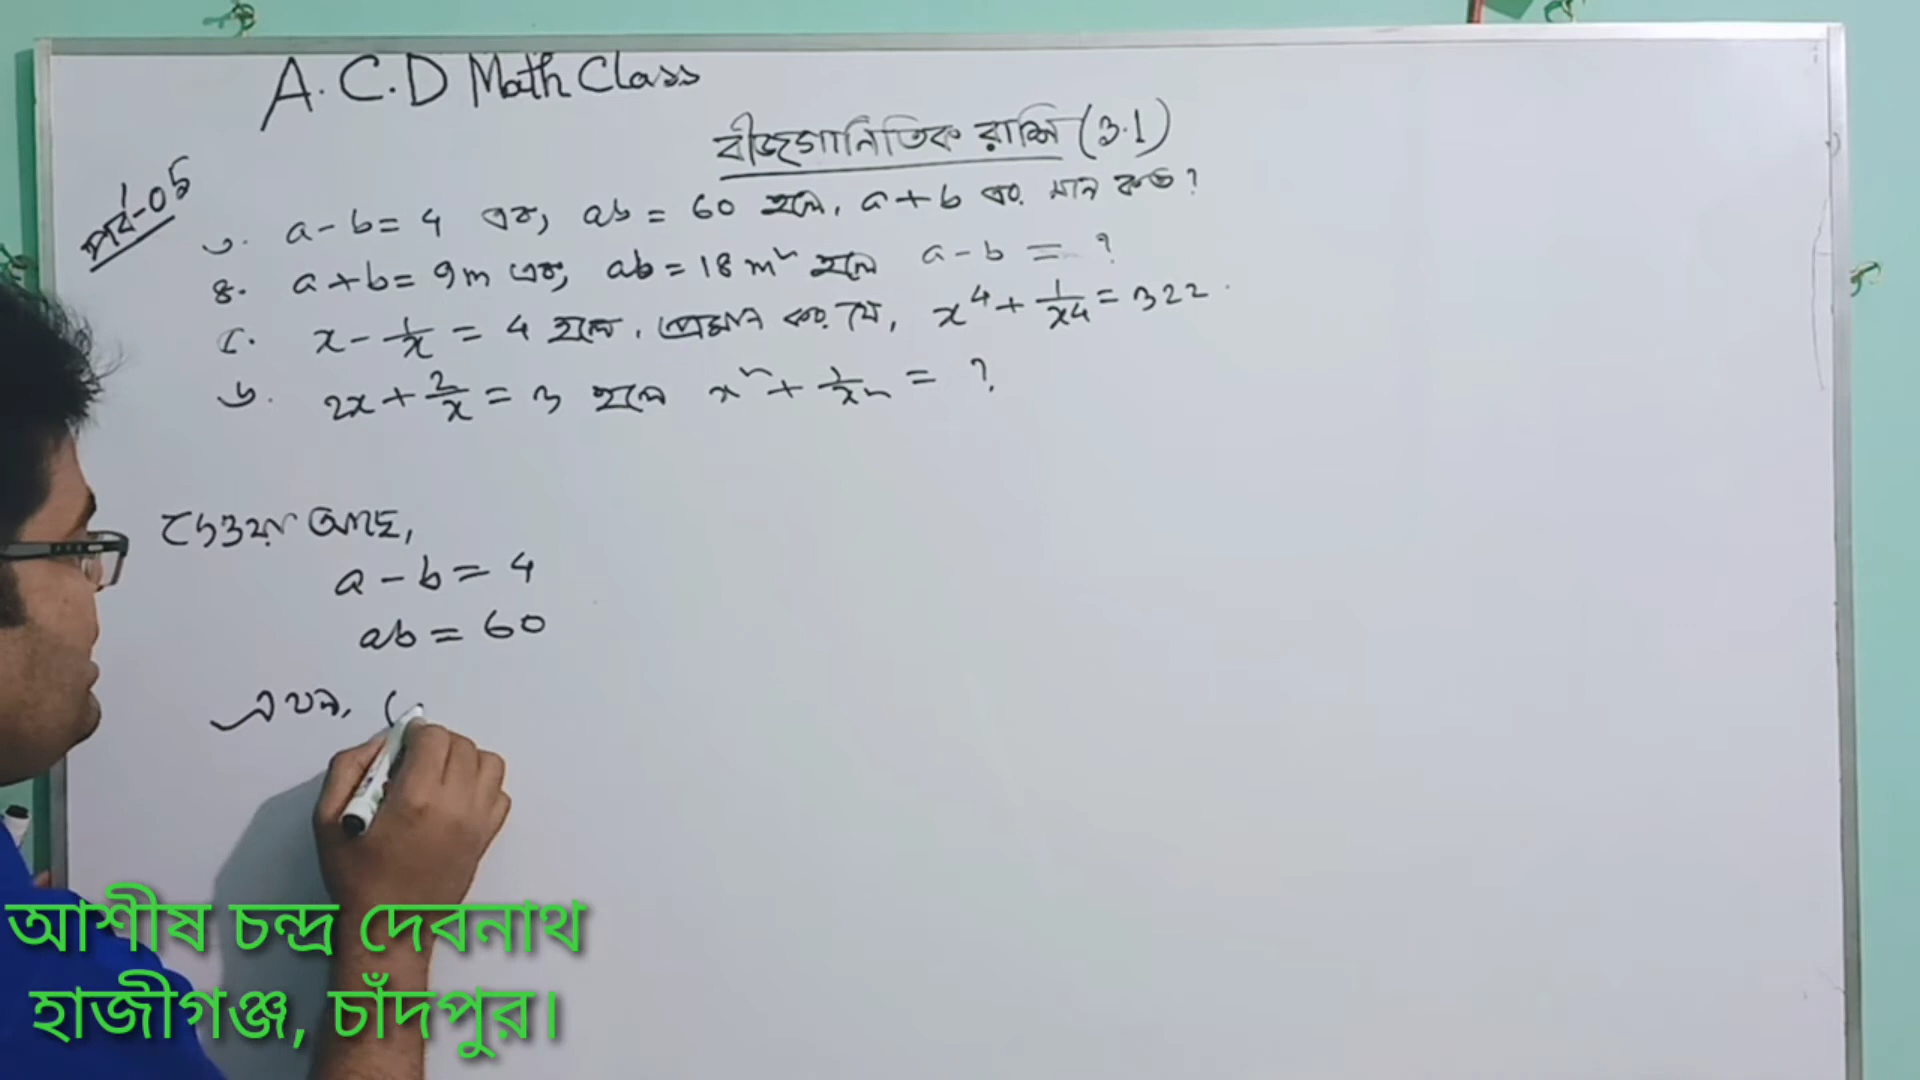 A.C.D Math Class
বীজগাণিতিক রাশি (3.1)
পর্ব-05
৩. a - b = 4 এবং, ab = 60 হলে, a + b এর মান কত?
৪. a + b = 9m এবং, ab = 18m² হলে a - b = ?
৫. x - 1/x = 4 হলে, প্রমাণ কর যে, x⁴ + 1/x⁴ = 322.
৬. 2x + 2/x = 3 হলে x² + 1/x² = ?
দেওয়া আছে,
a - b = 4
ab = 60
এখন, (
আশীষ চন্দ্র দেবনাথ
হাজীগঞ্জ, চাঁদপুর।